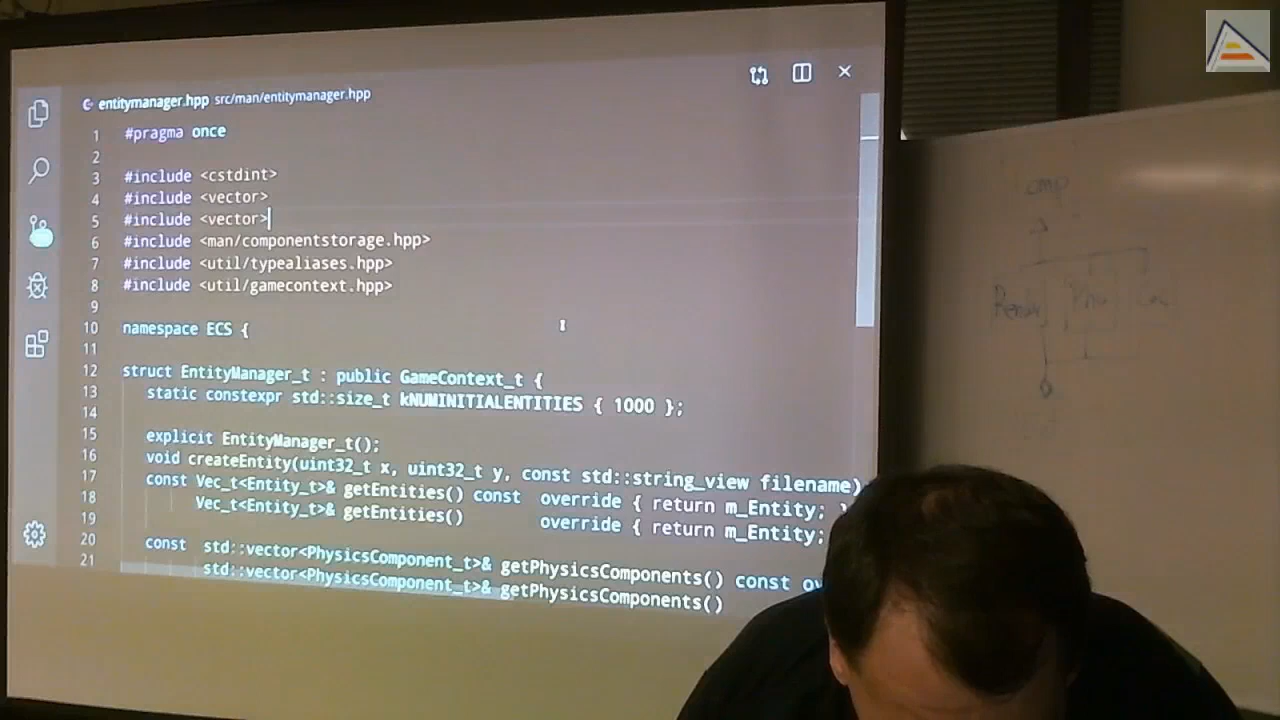 entitymanager.hpp src/man/entitymanager.hpp
1 #pragma once
2
3 #include <cstdint>
4 #include <vector>
5 #include <vector>
6 #include <man/componentstorage.hpp>
7 #include <util/typealiases.hpp>
8 #include <util/gamecontext.hpp>
9
10 namespace ECS {
11
12 struct EntityManager_t : public GameContext_t {
13 static constexpr std::size_t kNUMINITIALENTITIES { 1000 };
14
15 explicit EntityManager_t();
16 void createEntity(uint32_t x, uint32_t y, const std::string_view filename)
17 const Vec_t<Entity_t>& getEntities() const override { return m_Entity; }
18 Vec_t<Entity_t>& getEntities() override { return m_Entity;
19
20 const std::vector<PhysicsComponent_t>& getPhysicsComponents() const ov
21 std::vector<PhysicsComponent_t>& getPhysicsComponents()
cmp